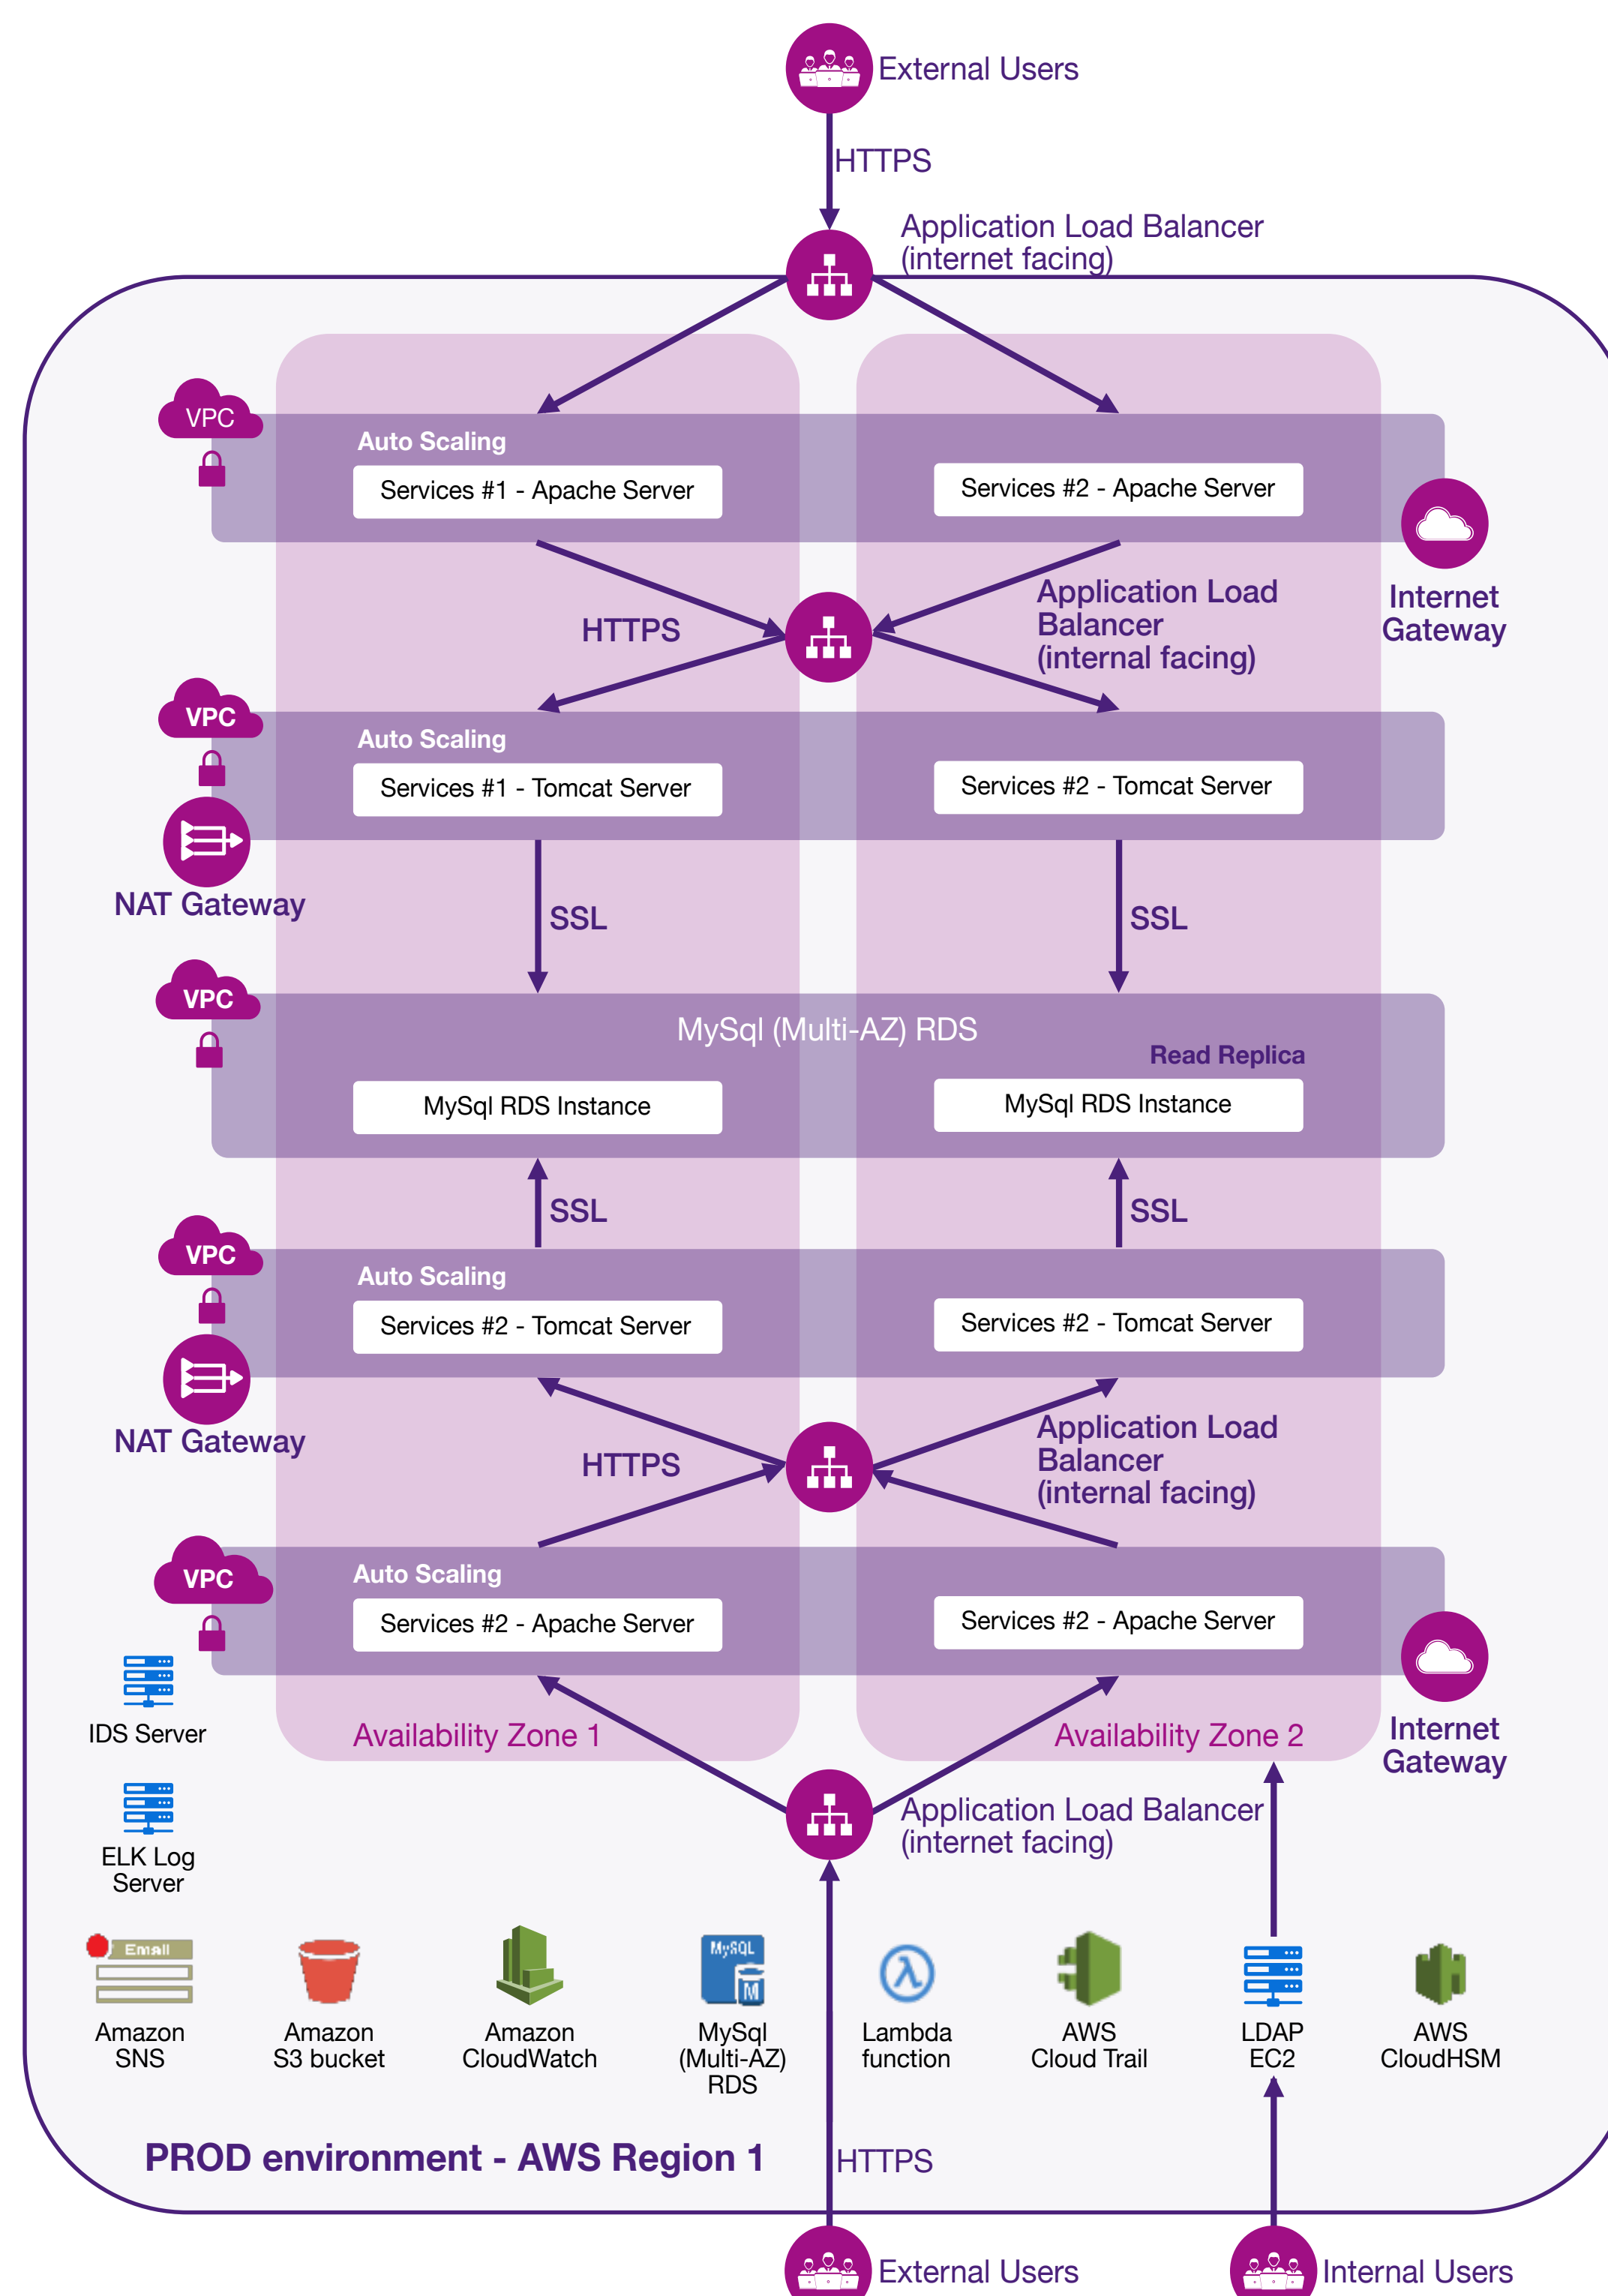 External Users
HTTPS
Application Load Balancer
(internet facing)
VPC
Auto Scaling
Services #1 - Apache Server
Services #2 - Apache Server
HTTPS
Application Load
Balancer
(internal facing)
Internet
Gateway
VPC
Auto Scaling
Services #1 - Tomcat Server
Services #2 - Tomcat Server
NAT Gateway
SSL
SSL
VPC
MySql (Multi-AZ) RDS
Read Replica
MySql RDS Instance
MySql RDS Instance
SSL
SSL
VPC
Auto Scaling
Services #2 - Tomcat Server
Services #2 - Tomcat Server
NAT Gateway
HTTPS
Application Load
Balancer
(internal facing)
VPC
Auto Scaling
Services #2 - Apache Server
Services #2 - Apache Server
IDS Server
Availability Zone 1
Availability Zone 2
Internet
Gateway
Application Load Balancer
(internet facing)
ELK Log
Server
Email
MySQL
M
λ
Amazon
SNS
Amazon
S3 bucket
Amazon
CloudWatch
MySql
(Multi-AZ)
RDS
Lambda
function
AWS
Cloud Trail
LDAP
EC2
AWS
CloudHSM
PROD environment - AWS Region 1
HTTPS
External Users
Internal Users